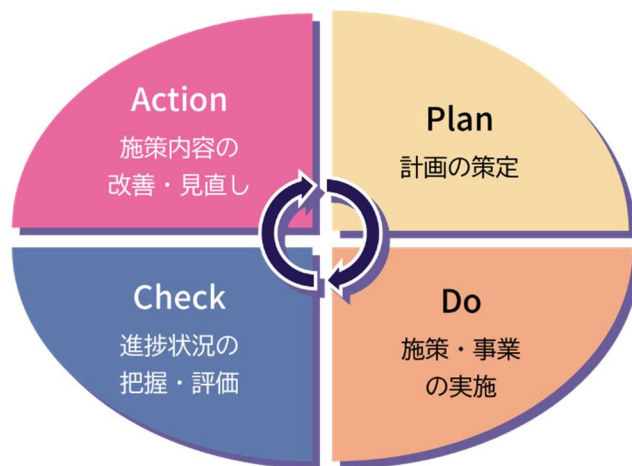 Action
施策内容の
改善・見直し
Plan
計画の策定
Check
進捗状況の
把握・評価
Do
施策・事業
の実施